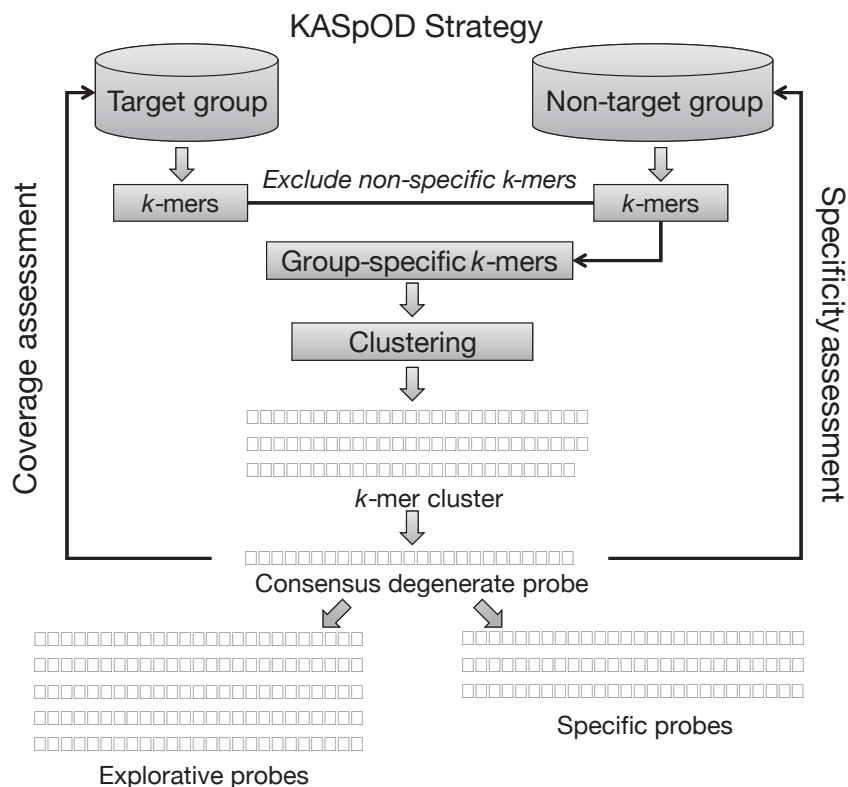 KASpOD Strategy
Target group
Non-target group
k-mers
Exclude non-specific k-mers
k-mers
Group-specific k-mers
Clustering
k-mer cluster
Consensus degenerate probe
Coverage assessment
Specificity assessment
Explorative probes
Specific probes